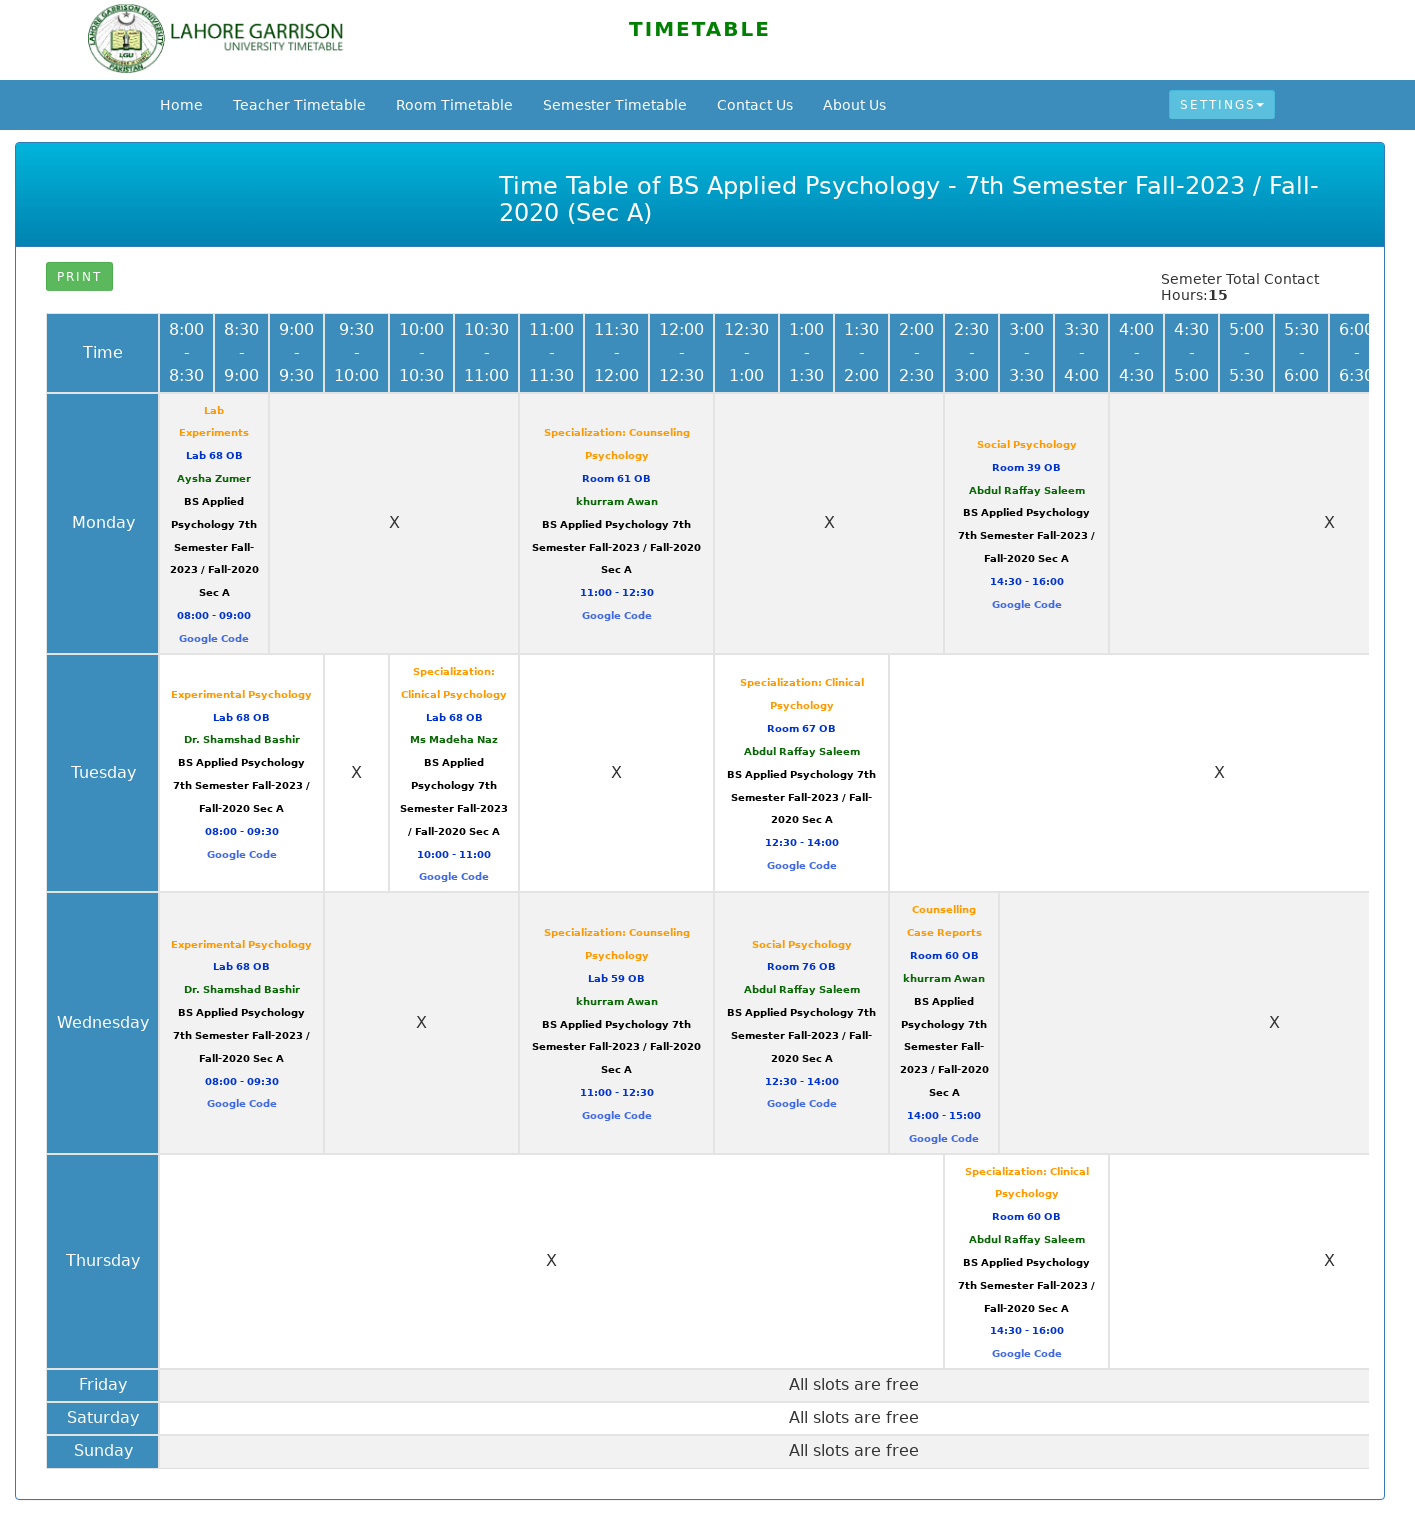 LAHORE GARRISON
UNIVERSITY TIMETABLE
LAHORE GARRISON UNIVERSITY
LGU
PAKISTAN
TIMETABLE
Home Teacher Timetable Room Timetable Semester Timetable Contact Us About Us SETTINGS
Time Table of BS Applied Psychology - 7th Semester Fall-2023 / Fall-
2020 (Sec A)
PRINT
Semeter Total Contact
Hours:15
Time
8:00 - 8:30
8:30 - 9:00
9:00 - 9:30
9:30 - 10:00
10:00 - 10:30
10:30 - 11:00
11:00 - 11:30
11:30 - 12:00
12:00 - 12:30
12:30 - 1:00
1:00 - 1:30
1:30 - 2:00
2:00 - 2:30
2:30 - 3:00
3:00 - 3:30
3:30 - 4:00
4:00 - 4:30
4:30 - 5:00
5:00 - 5:30
5:30 - 6:00
6:00 - 6:30
Monday
Lab
Experiments
Lab 68 OB
Aysha Zumer
BS Applied
Psychology 7th
Semester Fall-
2023 / Fall-2020
Sec A
08:00 - 09:00
Google Code
X
Specialization: Counseling
Psychology
Room 61 OB
khurram Awan
BS Applied Psychology 7th
Semester Fall-2023 / Fall-2020
Sec A
11:00 - 12:30
Google Code
X
Social Psychology
Room 39 OB
Abdul Raffay Saleem
BS Applied Psychology
7th Semester Fall-2023 /
Fall-2020 Sec A
14:30 - 16:00
Google Code
X
Tuesday
Experimental Psychology
Lab 68 OB
Dr. Shamshad Bashir
BS Applied Psychology
7th Semester Fall-2023 /
Fall-2020 Sec A
08:00 - 09:30
Google Code
X
Specialization:
Clinical Psychology
Lab 68 OB
Ms Madeha Naz
BS Applied
Psychology 7th
Semester Fall-2023
/ Fall-2020 Sec A
10:00 - 11:00
Google Code
X
Specialization: Clinical
Psychology
Room 67 OB
Abdul Raffay Saleem
BS Applied Psychology 7th
Semester Fall-2023 / Fall-
2020 Sec A
12:30 - 14:00
Google Code
X
Wednesday
Experimental Psychology
Lab 68 OB
Dr. Shamshad Bashir
BS Applied Psychology
7th Semester Fall-2023 /
Fall-2020 Sec A
08:00 - 09:30
Google Code
X
Specialization: Counseling
Psychology
Lab 59 OB
khurram Awan
BS Applied Psychology 7th
Semester Fall-2023 / Fall-2020
Sec A
11:00 - 12:30
Google Code
Social Psychology
Room 76 OB
Abdul Raffay Saleem
BS Applied Psychology 7th
Semester Fall-2023 / Fall-
2020 Sec A
12:30 - 14:00
Google Code
Counselling
Case Reports
Room 60 OB
khurram Awan
BS Applied
Psychology 7th
Semester Fall-
2023 / Fall-2020
Sec A
14:00 - 15:00
Google Code
X
Thursday
X
Specialization: Clinical
Psychology
Room 60 OB
Abdul Raffay Saleem
BS Applied Psychology
7th Semester Fall-2023 /
Fall-2020 Sec A
14:30 - 16:00
Google Code
X
Friday
All slots are free
Saturday
All slots are free
Sunday
All slots are free